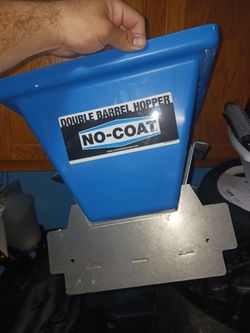 DOUBLE BARREL HOPPER
NO-COAT